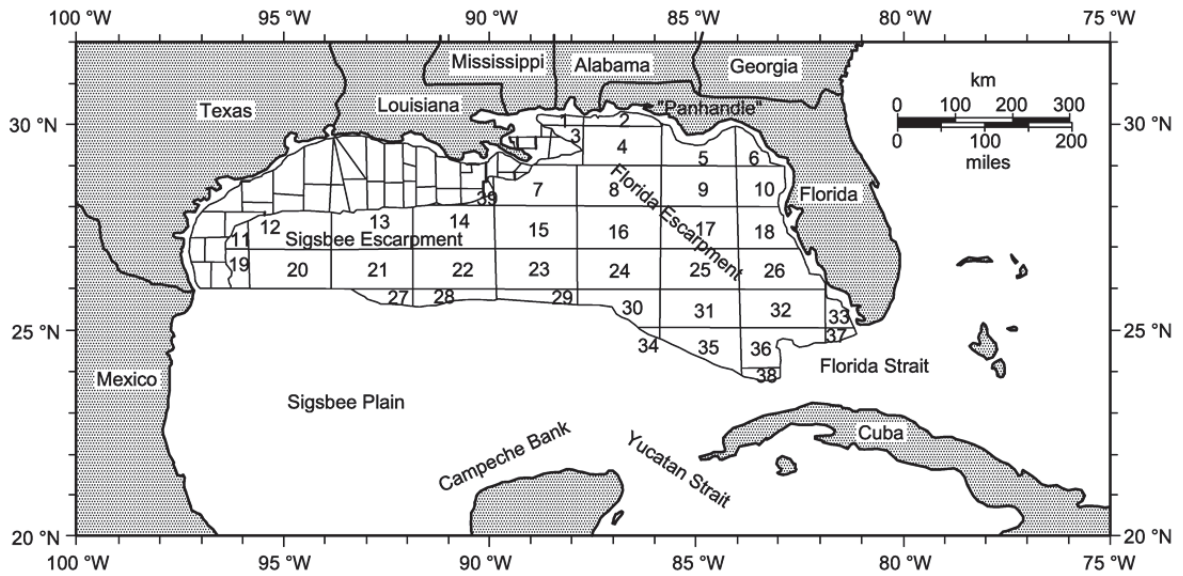 100 °W 95 °W 90 °W 85 °W 80 °W 75 °W
Mississippi Alabama Georgia
km
Texas Louisiana "Panhandle"
0 100 200 300
30 °N 1 2 30 °N
0 50 100 150 200
miles
3 4 5 6
Florida Escarpment
Florida
39 7 8 9 10
12 13 14 15 16 17 18
11 Sigsbee Escarpment
19 20 21 22 23 24 25 26
27 28 29 30 31 32 33
25 °N 37 25 °N
34 35 36
Florida Strait
Mexico 38
Sigsbee Plain
Campeche Bank Yucatan Strait Cuba
20 °N 20 °N
100 °W 95 °W 90 °W 85 °W 80 °W 75 °W